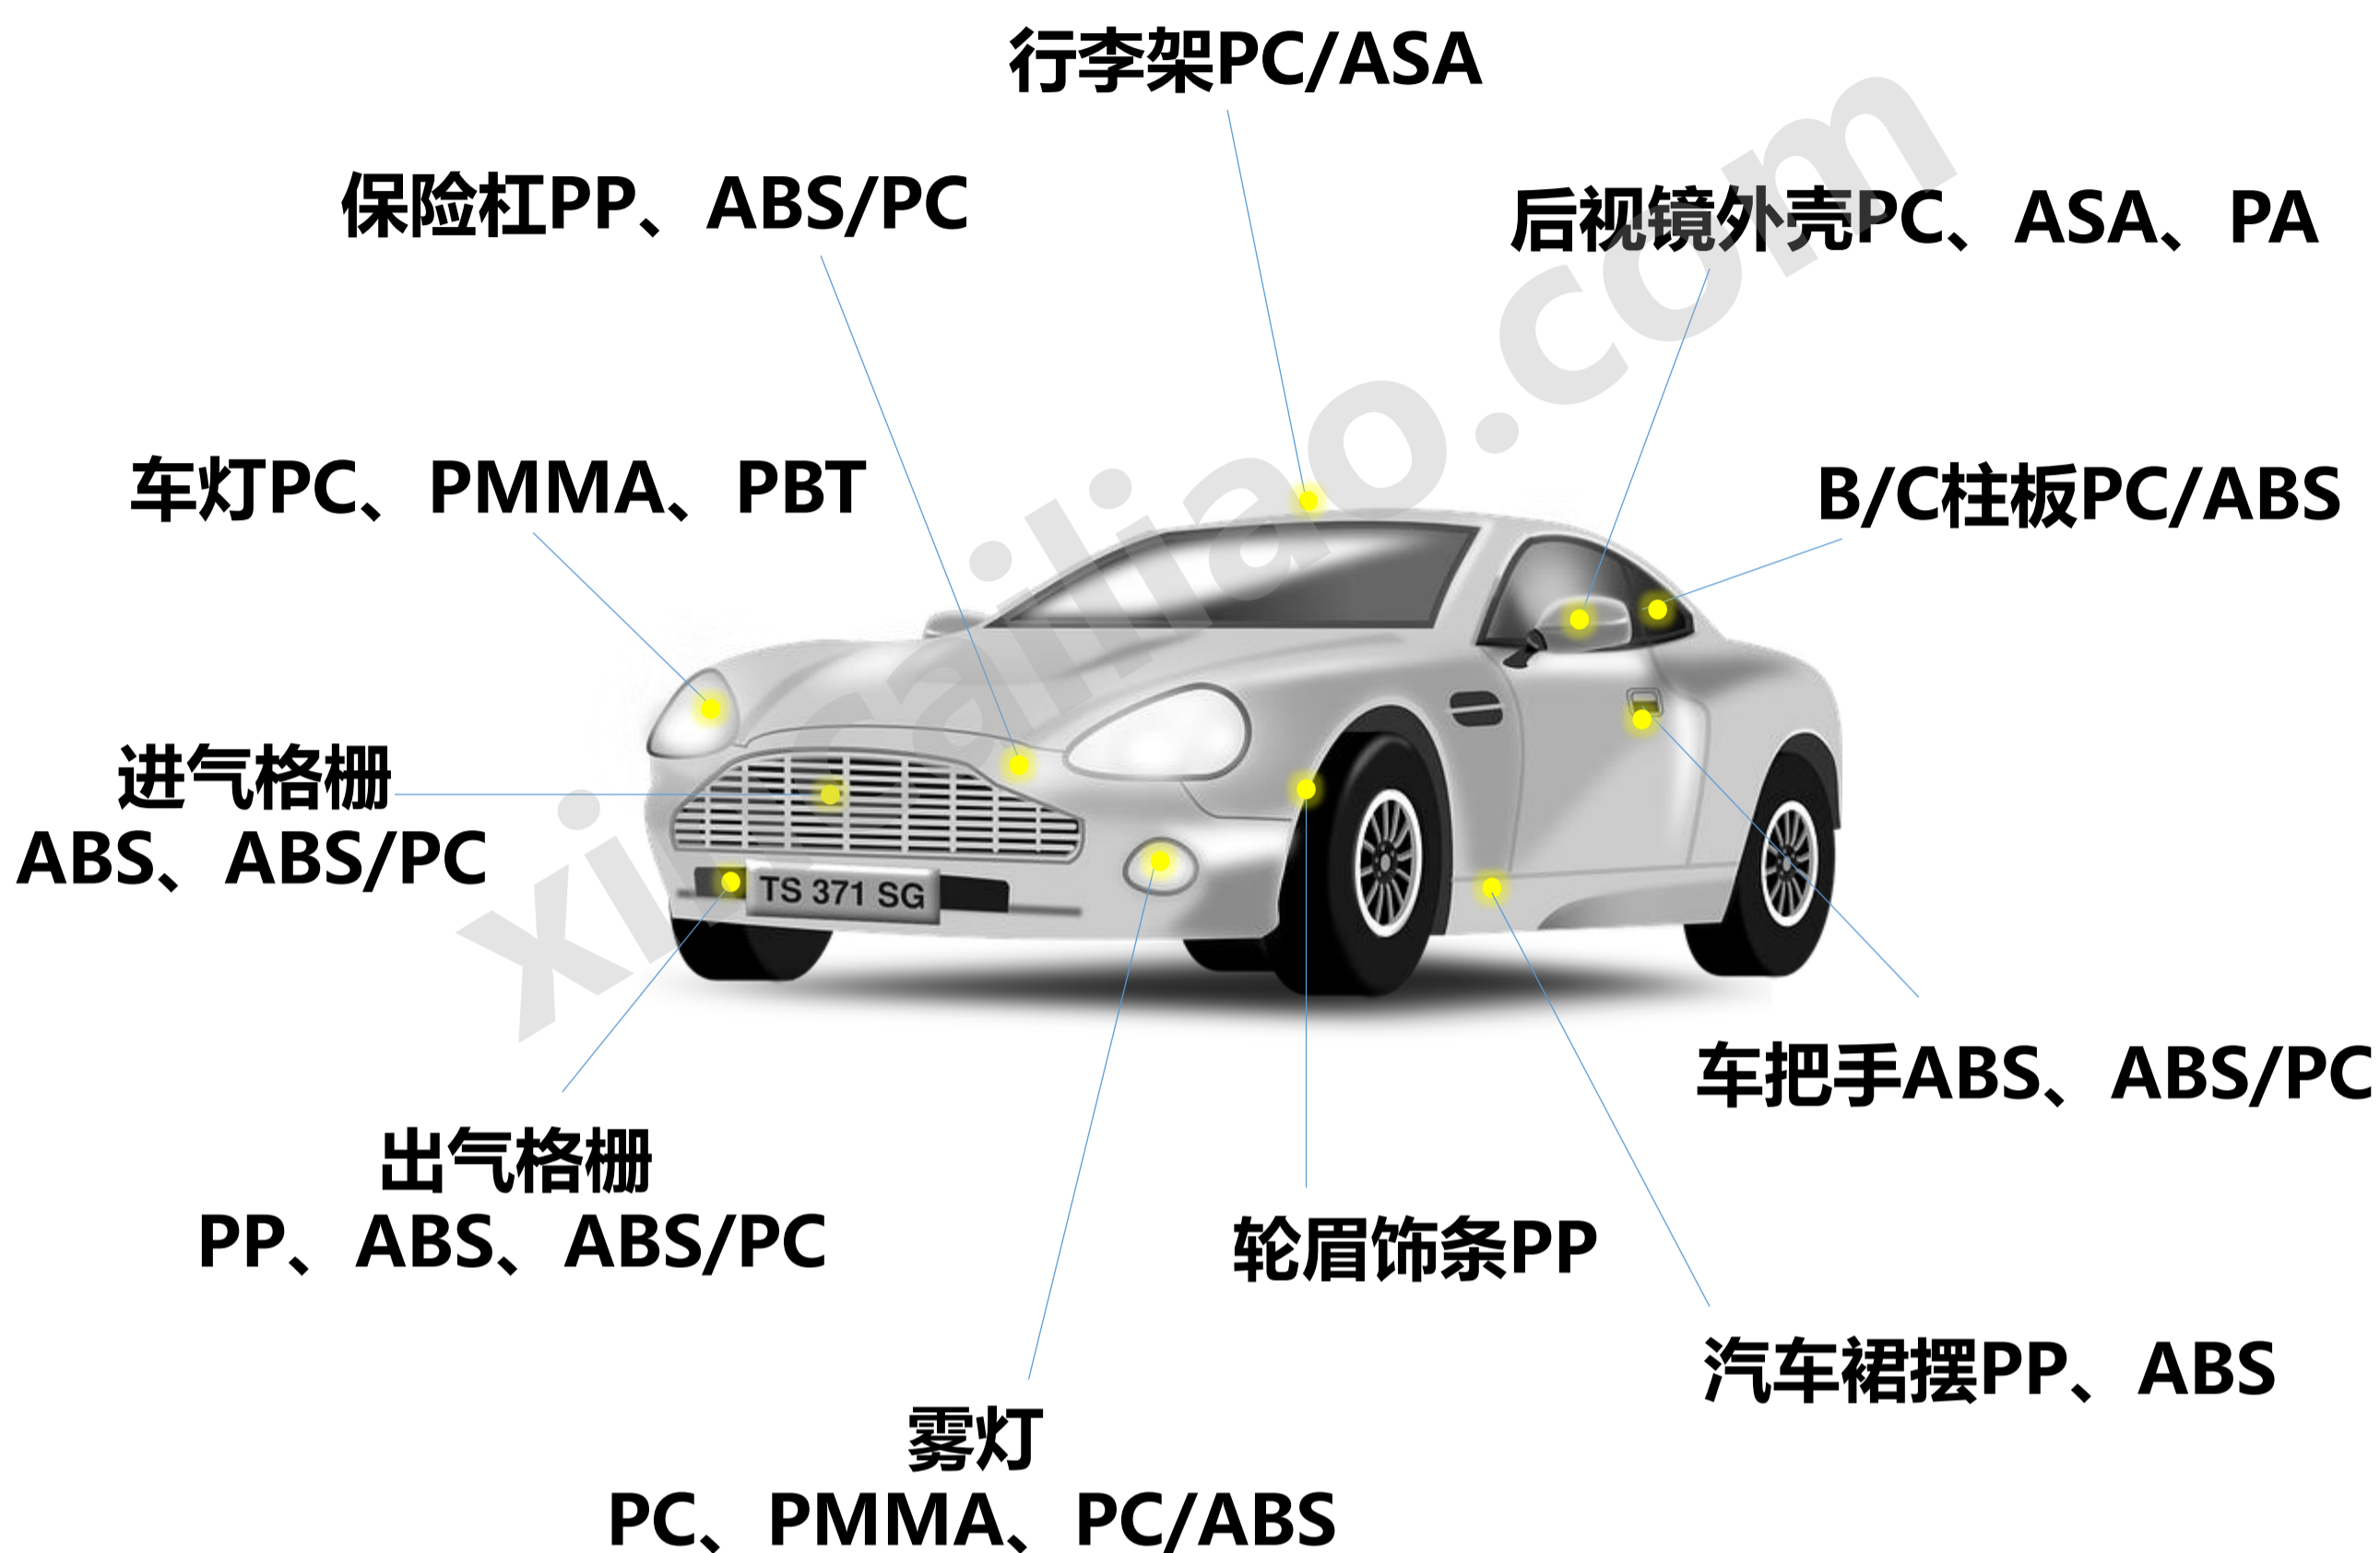 行李架PC/ASA
保险杠PP、ABS/PC
后视镜外壳PC、ASA、PA
车灯PC、PMMA、PBT
B/C柱板PC/ABS
进气格栅
ABS、ABS/PC
TS 371 SG
车把手ABS、ABS/PC
出气格栅
PP、ABS、ABS/PC
轮眉饰条PP
汽车裙摆PP、ABS
雾灯
PC、PMMA、PC/ABS
xincailiao.com